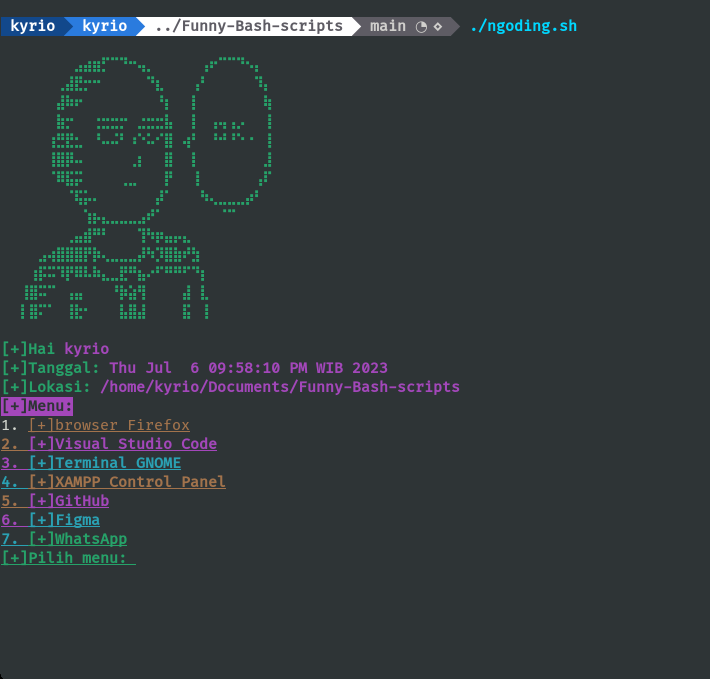 kyrio kyrio ../Funny-Bash-scripts main ./ngoding.sh
[+]Hai kyrio
[+]Tanggal: Thu Jul  6 09:58:10 PM WIB 2023
[+]Lokasi: /home/kyrio/Documents/Funny-Bash-scripts
[+]Menu:
1. [+]browser Firefox
2. [+]Visual Studio Code
3. [+]Terminal GNOME
4. [+]XAMPP Control Panel
5. [+]GitHub
6. [+]Figma
7. [+]WhatsApp
[+]Pilih menu: